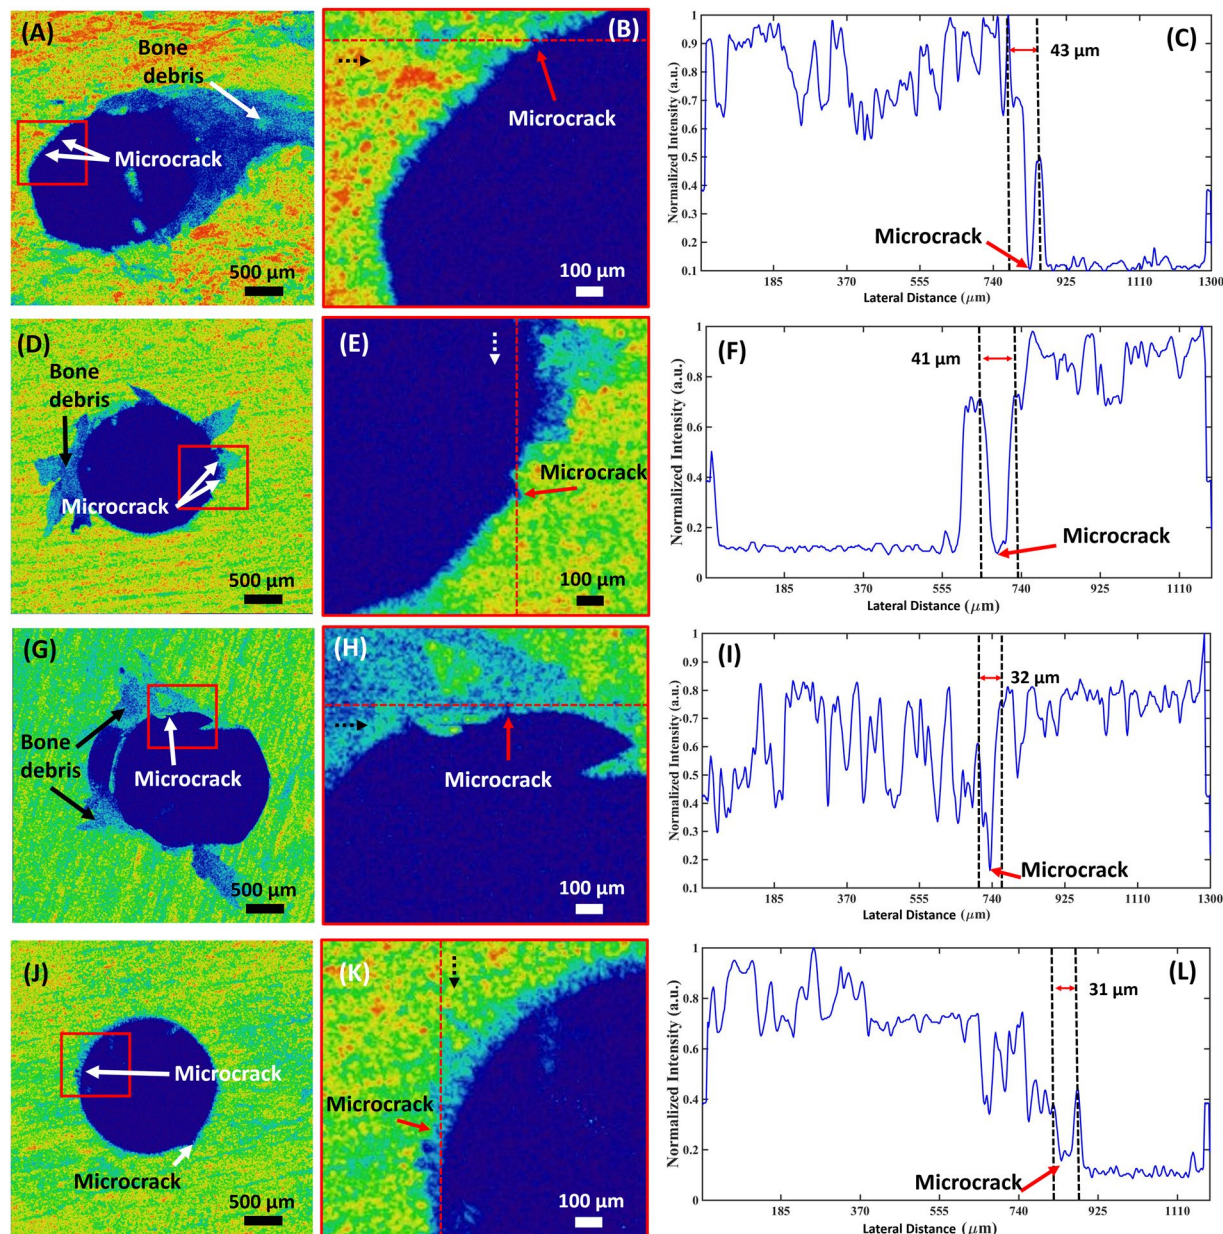 (A)
Bone
debris
Microcrack
500 μm
(B)
Microcrack
100 μm
(C)
43 μm
Microcrack
Normalized Intensity (a.u.)
1
0.9
0.8
0.7
0.6
0.5
0.4
0.3
0.2
0.1
185 370 555 740 925 1110 1300
Lateral Distance (μm)
(D)
Bone
debris
Microcrack
500 μm
(E)
Microcrack
100 μm
(F)
41 μm
Microcrack
Normalized Intensity (a.u.)
1
0.8
0.6
0.4
0.2
0
185 370 555 740 925 1110
Lateral Distance (μm)
(G)
Bone
debris
Microcrack
500 μm
(H)
Microcrack
100 μm
(I)
32 μm
Microcrack
Normalized Intensity (a.u.)
1
0.9
0.8
0.7
0.6
0.5
0.4
0.3
0.2
0.1
185 370 555 740 925 1110 1300
Lateral Distance (μm)
(J)
Microcrack
Microcrack
500 μm
(K)
Microcrack
100 μm
(L)
31 μm
Microcrack
Normalized Intensity (a.u.)
1
0.8
0.6
0.4
0.2
0
185 370 555 740 925 1110
Lateral Distance (μm)